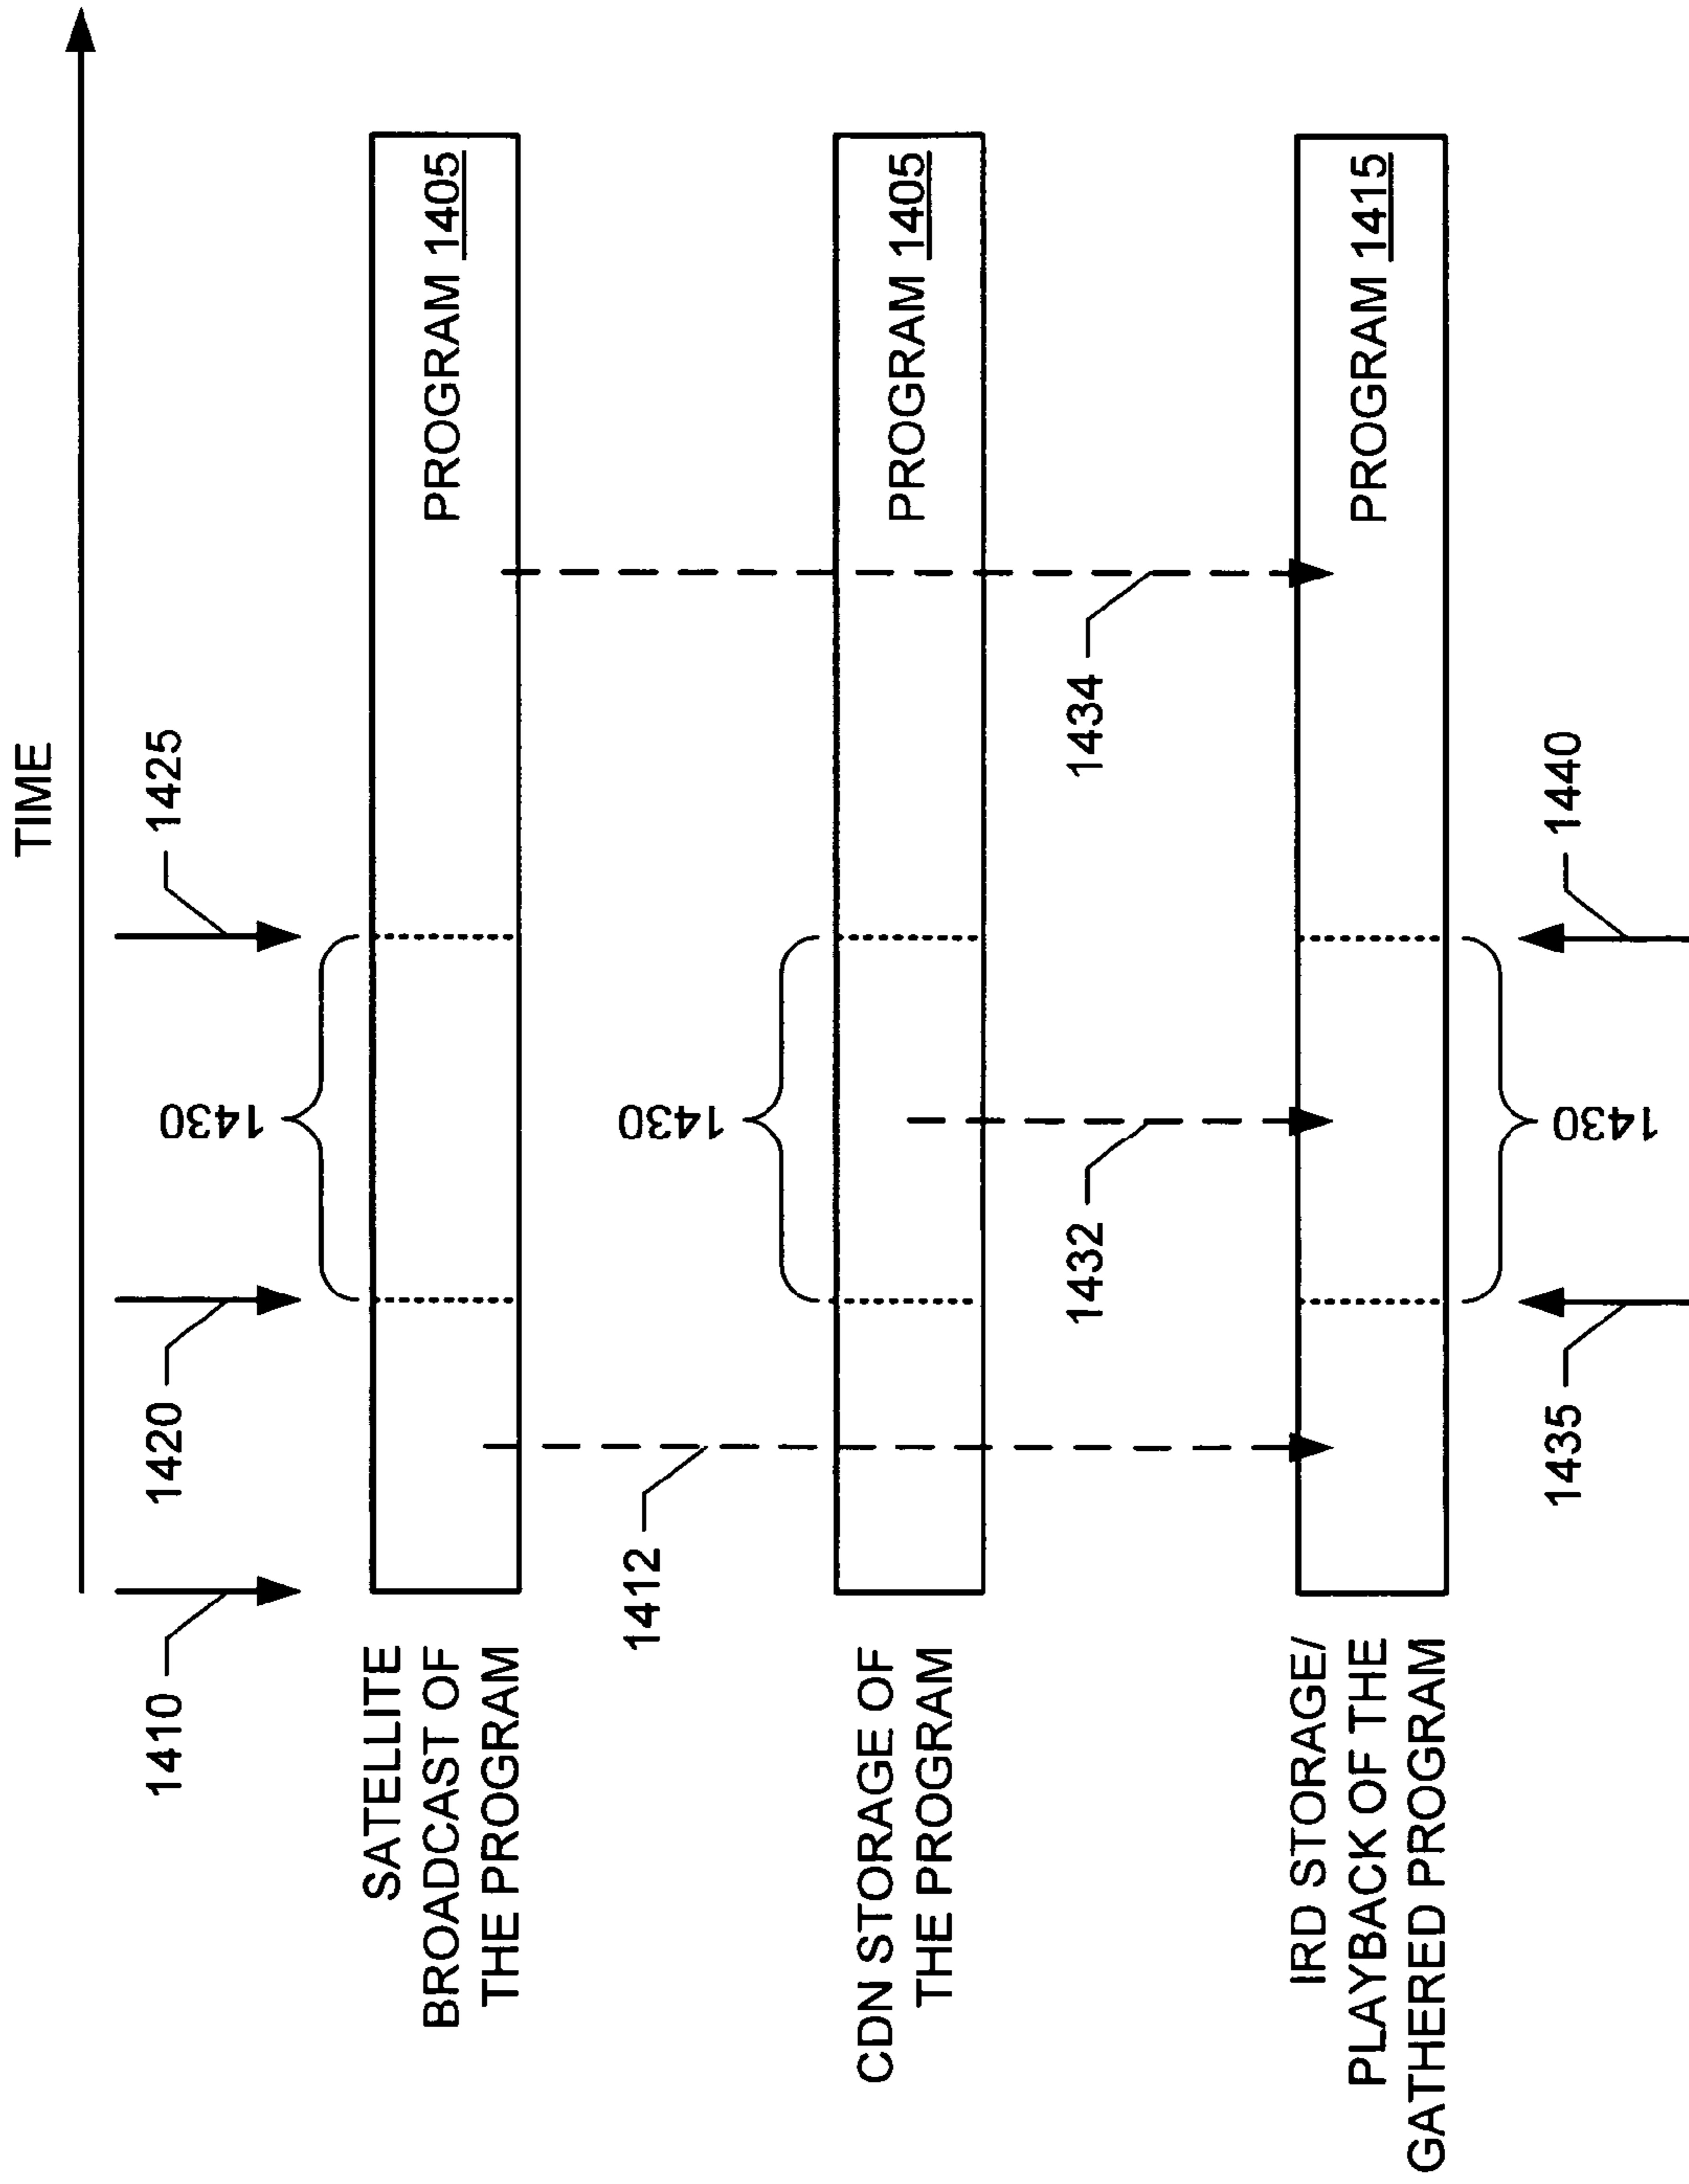 TIME
1410
1420
1425
SATELLITE
BROADCAST OF
THE PROGRAM
1430
PROGRAM 1405
1412
CDN STORAGE OF
THE PROGRAM
1430
PROGRAM 1405
1432
1434
IRD STORAGE/
PLAYBACK OF THE
GATHERED PROGRAM
PROGRAM 1415
1430
1435
1440